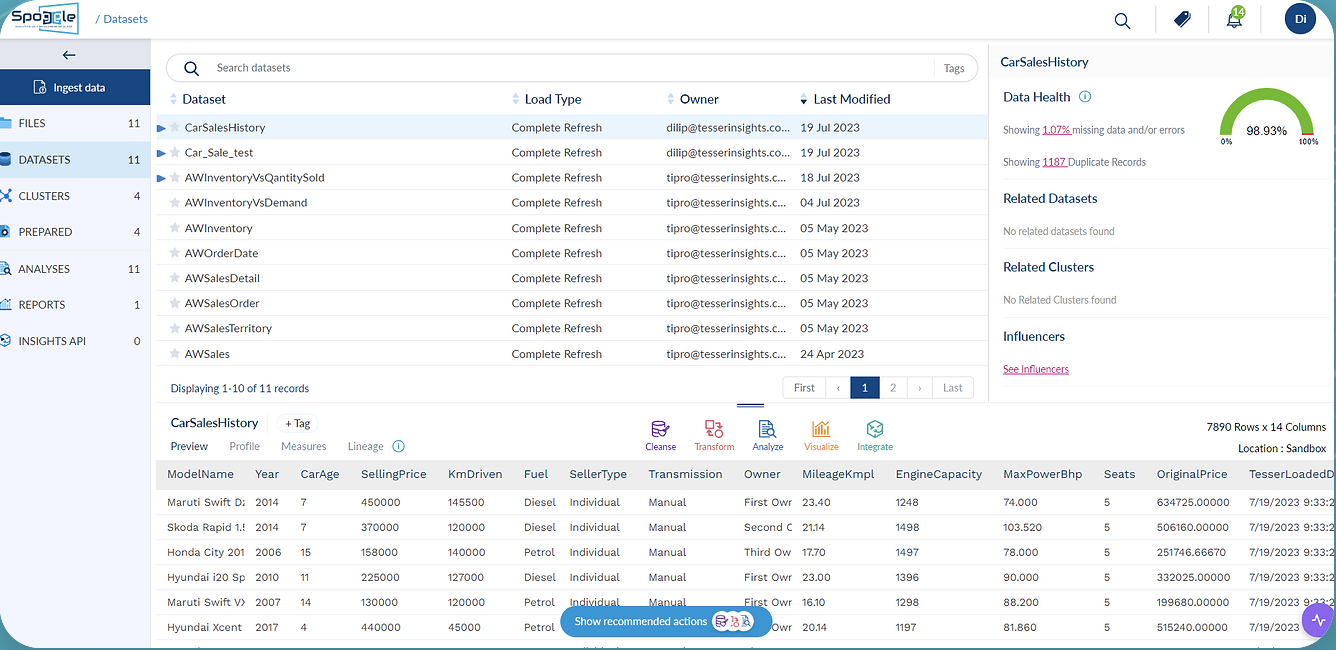 Spoggle / Datasets 14 Di
Ingest data
FILES 11
DATASETS 11
CLUSTERS 4
PREPARED 4
ANALYSES 11
REPORTS 1
INSIGHTS API 0
Search datasets Tags
Dataset Load Type Owner Last Modified
CarSalesHistory Complete Refresh dilip@tesserinsights.co... 19 Jul 2023
Car_Sale_test Complete Refresh dilip@tesserinsights.co... 19 Jul 2023
AWInventoryVsQantitySold Complete Refresh tipro@tesserinsights.c... 18 Jul 2023
AWInventoryVsDemand Complete Refresh tipro@tesserinsights.c... 04 Jul 2023
AWInventory Complete Refresh tipro@tesserinsights.c... 05 May 2023
AWOrderDate Complete Refresh tipro@tesserinsights.c... 05 May 2023
AWSalesDetail Complete Refresh tipro@tesserinsights.c... 05 May 2023
AWSalesOrder Complete Refresh tipro@tesserinsights.c... 05 May 2023
AWSalesTerritory Complete Refresh tipro@tesserinsights.c... 05 May 2023
AWSales Complete Refresh tipro@tesserinsights.c... 24 Apr 2023
Displaying 1-10 of 11 records First ‹ 1 2 › Last
CarSalesHistory
Data Health
Showing 1.07% missing data and/or errors
98.93%
0% 100%
Showing 1187 Duplicate Records
Related Datasets
No related datasets found
Related Clusters
No Related Clusters found
Influencers
See Influencers
CarSalesHistory + Tag
Preview Profile Measures Lineage
Cleanse Transform Analyze Visualize Integrate
7890 Rows x 14 Columns
Location : Sandbox
ModelName Year CarAge SellingPrice KmDriven Fuel SellerType Transmission Owner MileageKmpl EngineCapacity MaxPowerBhp Seats OriginalPrice TesserLoadedD
Maruti Swift Dz 2014 7 450000 145500 Diesel Individual Manual First Owr 23.40 1248 74.000 5 634725.00000 7/19/2023 9:33:2
Skoda Rapid 1.5 2014 7 370000 120000 Diesel Individual Manual Second C 21.14 1498 103.520 5 506160.00000 7/19/2023 9:33:2
Honda City 201 2006 15 158000 140000 Petrol Individual Manual Third Ow 17.70 1497 78.000 5 251746.66670 7/19/2023 9:33:2
Hyundai i20 Sp 2010 11 225000 127000 Diesel Individual Manual First Owr 23.00 1396 90.000 5 332025.00000 7/19/2023 9:33:2
Maruti Swift VX 2007 14 130000 120000 Petrol Individual Manual First Owr 16.10 1298 88.200 5 199680.00000 7/19/2023 9:33:2
Hyundai Xcent 2017 4 440000 45000 Petrol Owr 20.14 1197 81.860 5 515240.00000 7/19/2023
Show recommended actions